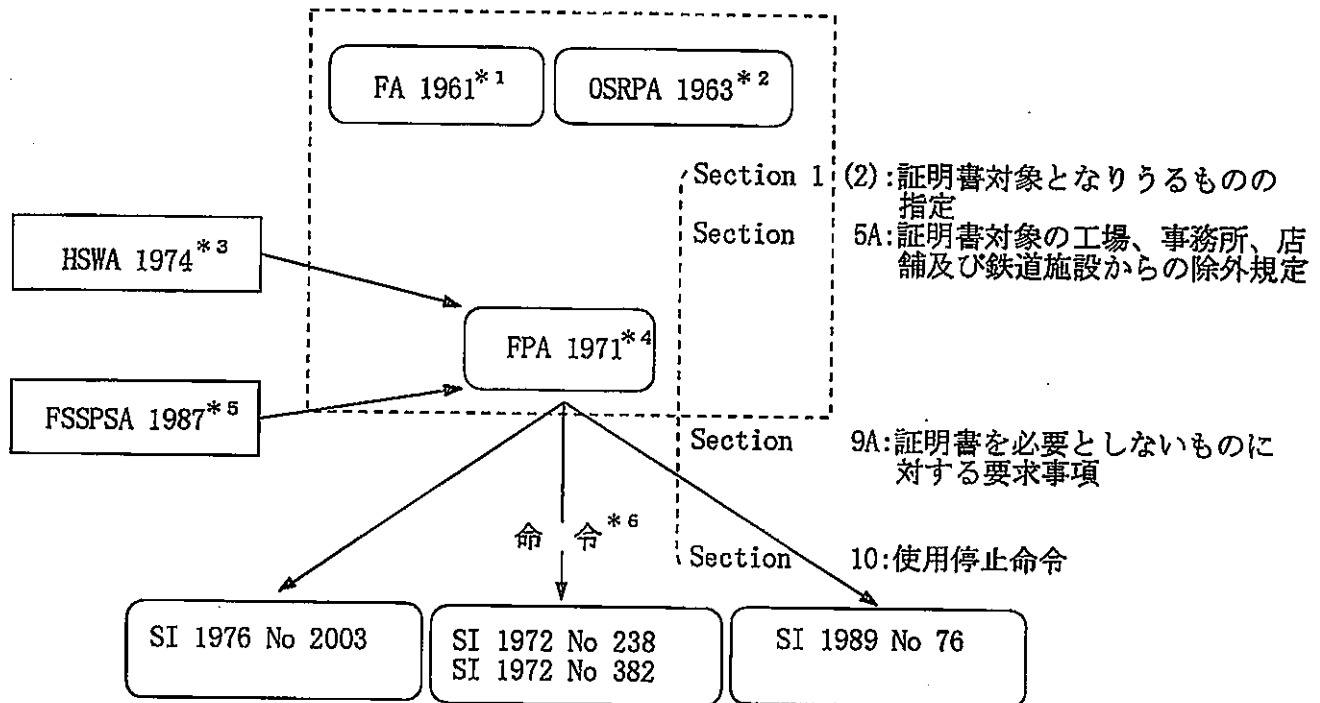 FA 1961*1
OSRPA 1963*2
Section 1 (2):証明書対象となりうるものの
指定
Section 5A:証明書対象の工場、事務所、店
舗及び鉄道施設からの除外規定
HSWA 1974*3
FPA 1971*4
FSSPSA 1987*5
Section 9A:証明書を必要としないものに
対する要求事項
命 令*6
Section 10:使用停止命令
SI 1976 No 2003
SI 1972 No 238
SI 1972 No 382
SI 1989 No 76